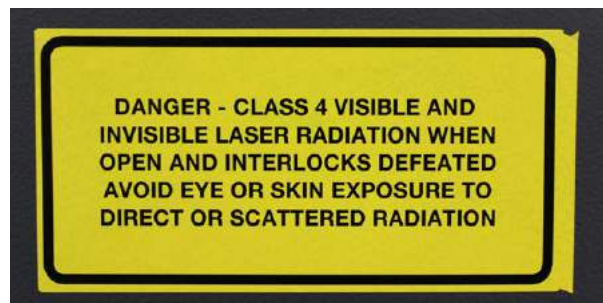 DANGER - CLASS 4 VISIBLE AND
INVISIBLE LASER RADIATION WHEN
OPEN AND INTERLOCKS DEFEATED
AVOID EYE OR SKIN EXPOSURE TO
DIRECT OR SCATTERED RADIATION